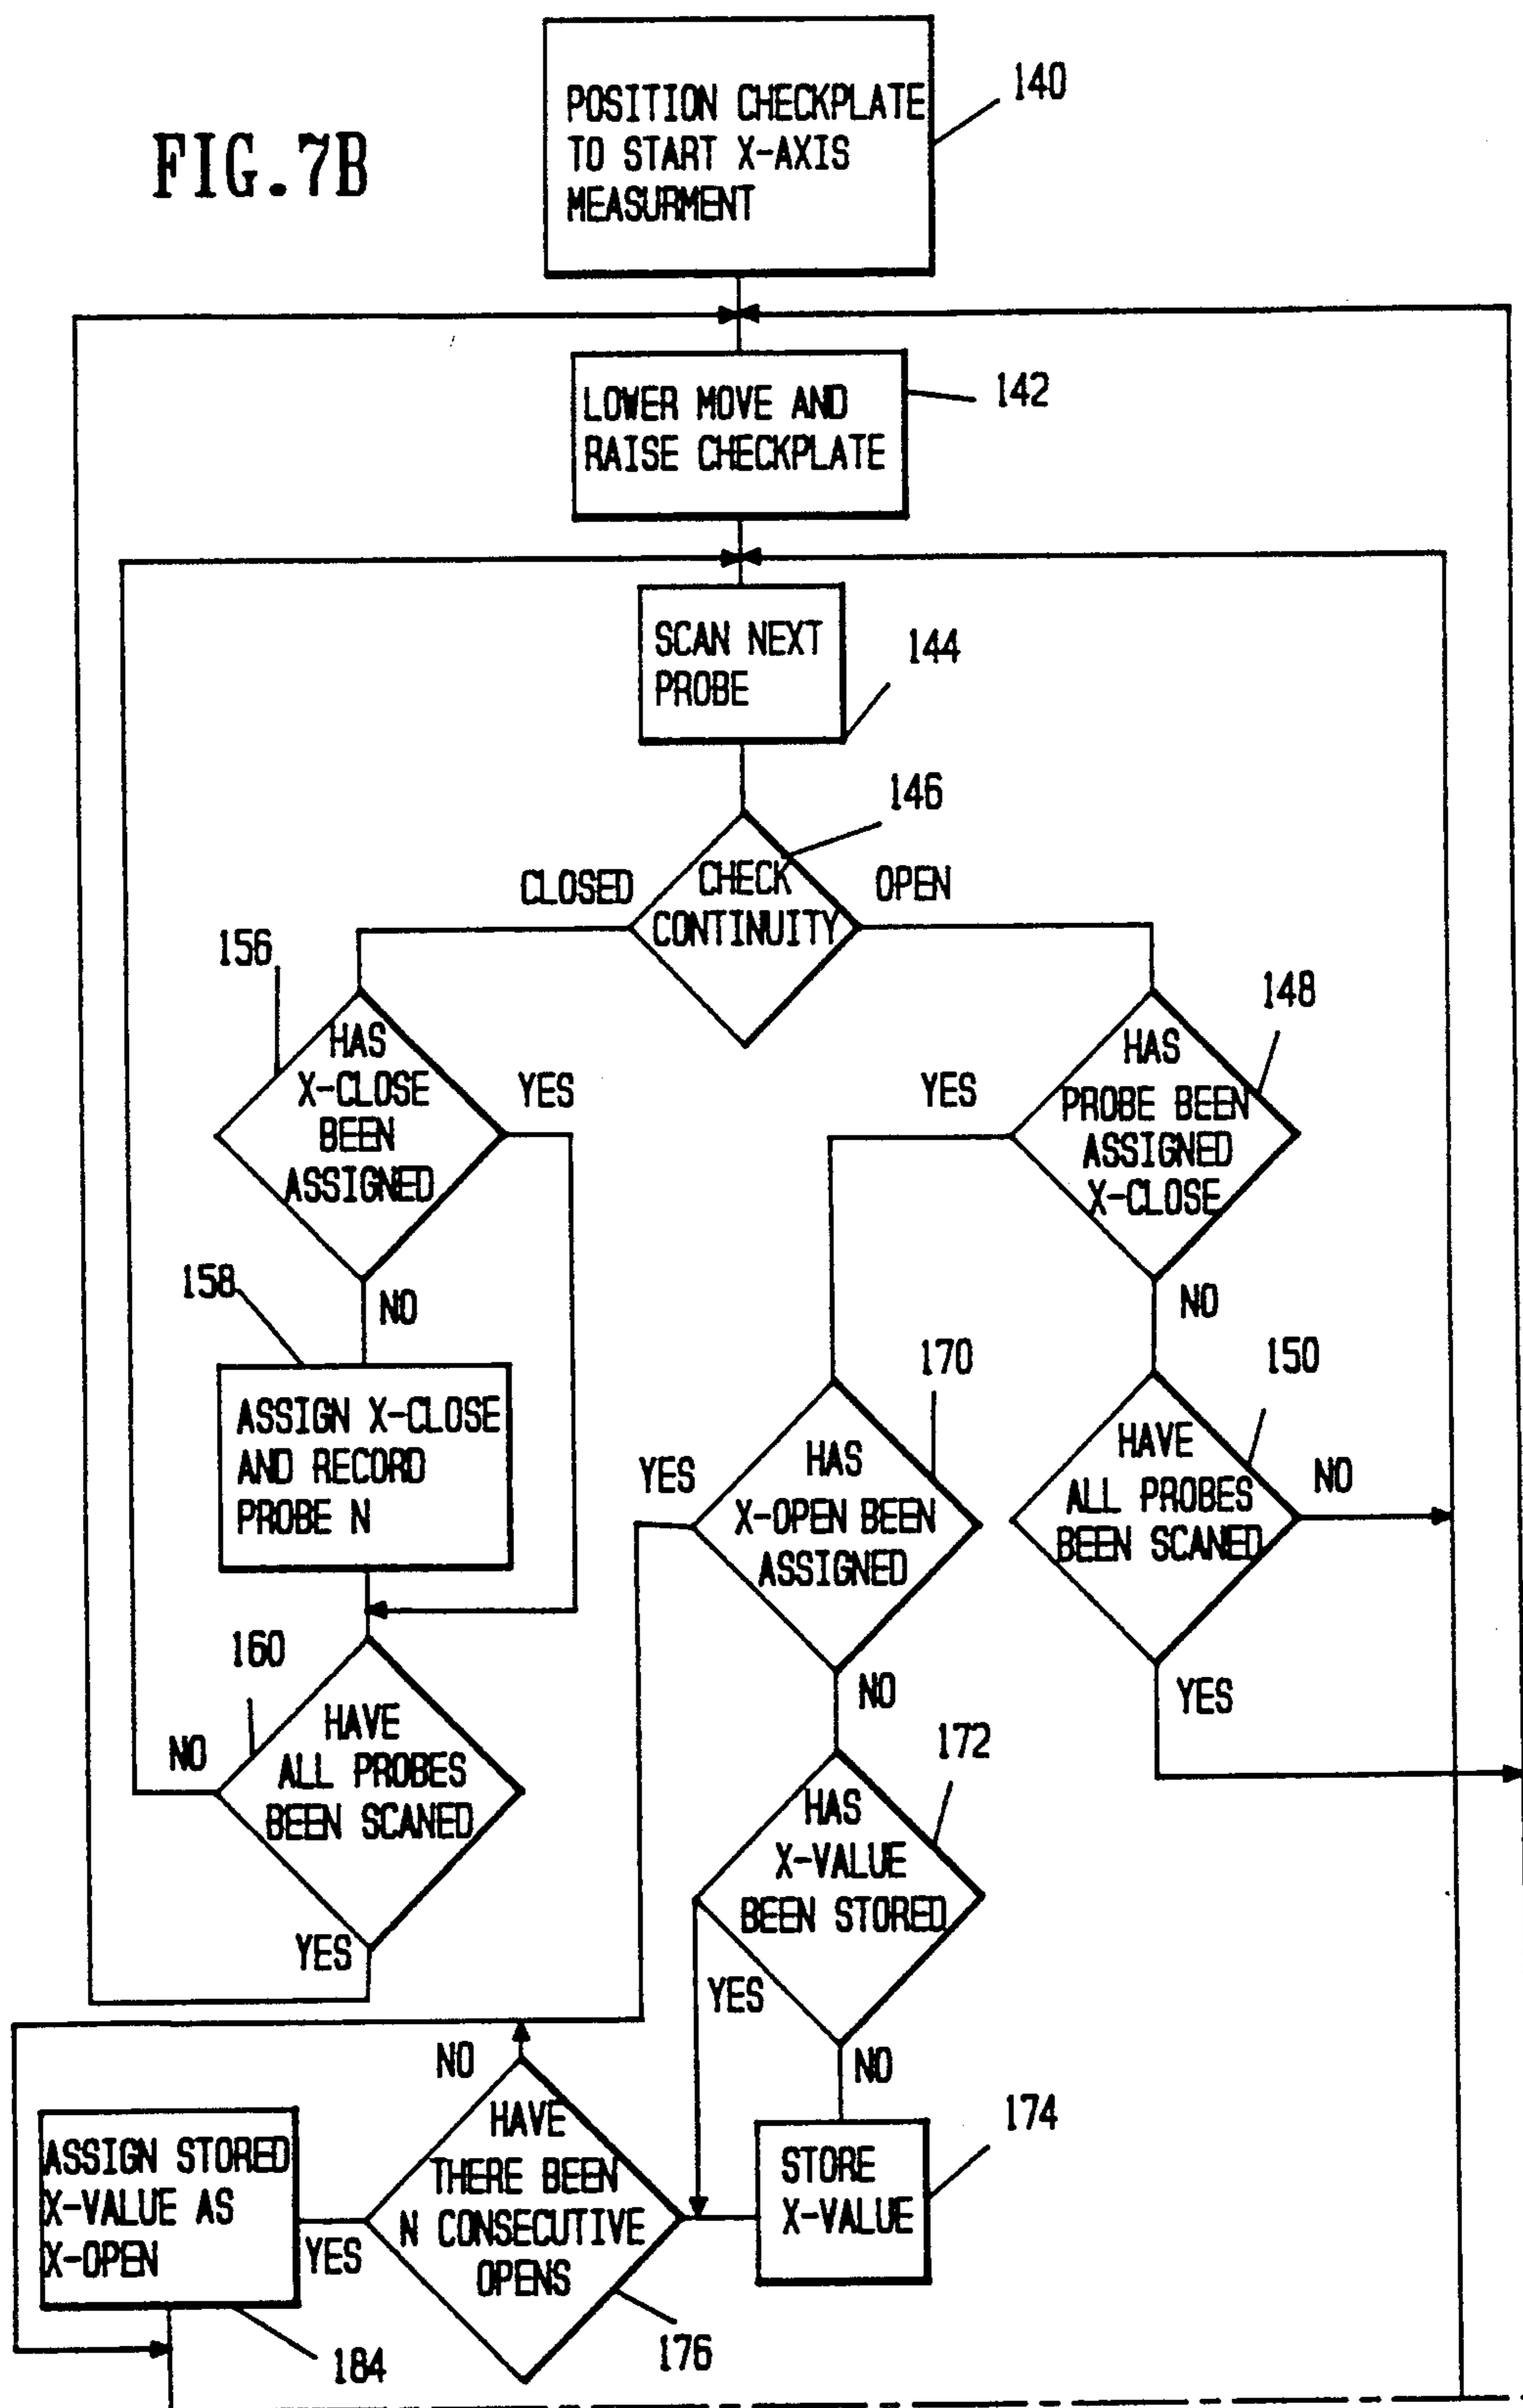 FIG.7B
POSITION CHECKPLATE
TO START X-AXIS
MEASURMENT
140
LOWER MOVE AND
RAISE CHECKPLATE
142
SCAN NEXT
PROBE
144
146
CHECK
CONTINUITY
CLOSED
OPEN
156
HAS
X-CLOSE
BEEN
ASSIGNED
YES
NO
148
HAS
PROBE BEEN
ASSIGNED
X-CLOSE
YES
NO
158
ASSIGN X-CLOSE
AND RECORD
PROBE N
170
HAS
X-OPEN BEEN
ASSIGNED
YES
NO
150
HAVE
ALL PROBES
BEEN SCANED
NO
YES
160
HAVE
ALL PROBES
BEEN SCANED
NO
YES
172
HAS
X-VALUE
BEEN STORED
YES
NO
174
STORE
X-VALUE
NO
HAVE
THERE BEEN
N CONSECUTIVE
OPENS
YES
176
ASSIGN STORED
X-VALUE AS
X-OPEN
184